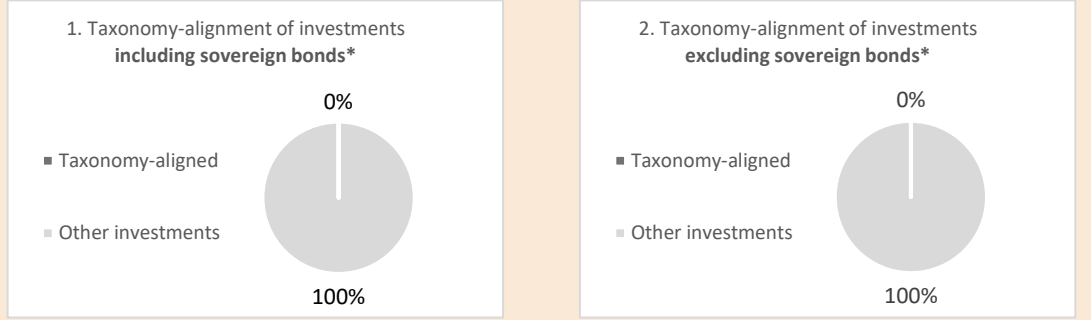 1. Taxonomy-alignment of investments
including sovereign bonds*
0%
Taxonomy-aligned
Other investments
100%
2. Taxonomy-alignment of investments
excluding sovereign bonds*
0%
Taxonomy-aligned
Other investments
100%